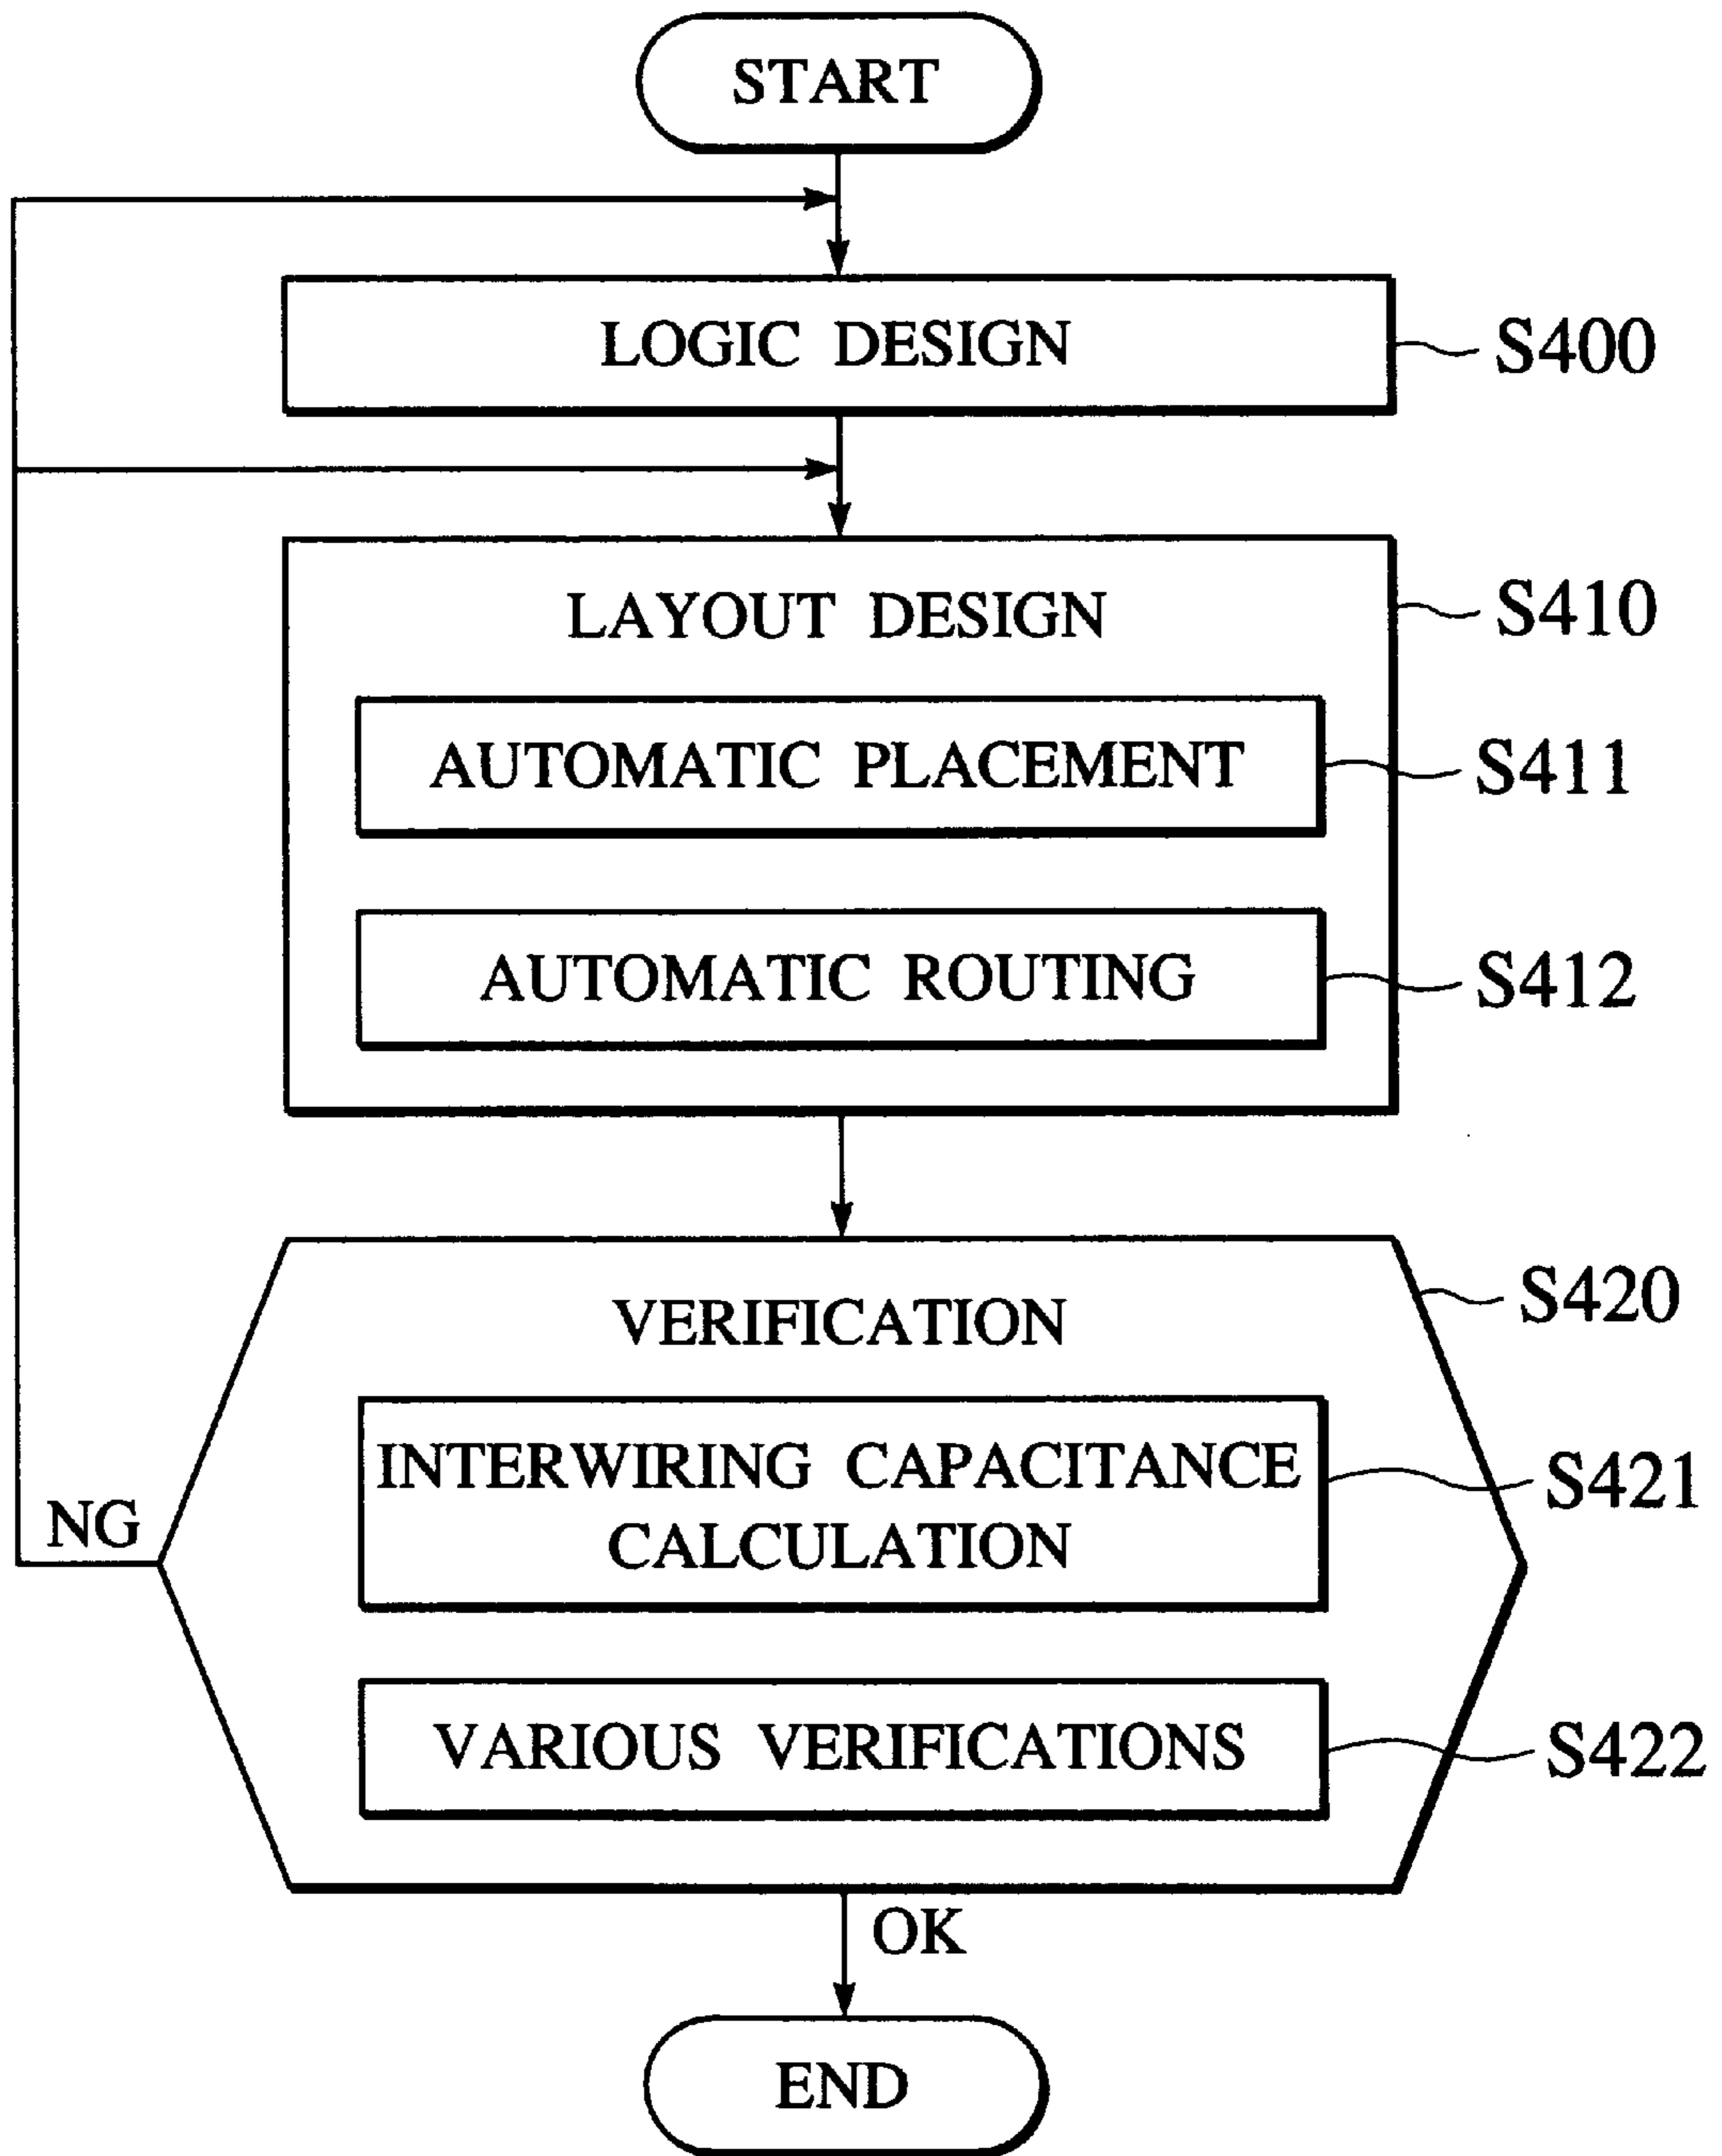 START
LOGIC DESIGN
S400
LAYOUT DESIGN
S410
AUTOMATIC PLACEMENT
S411
AUTOMATIC ROUTING
S412
VERIFICATION
S420
INTERWIRING CAPACITANCE
CALCULATION
S421
NG
VARIOUS VERIFICATIONS
S422
OK
END